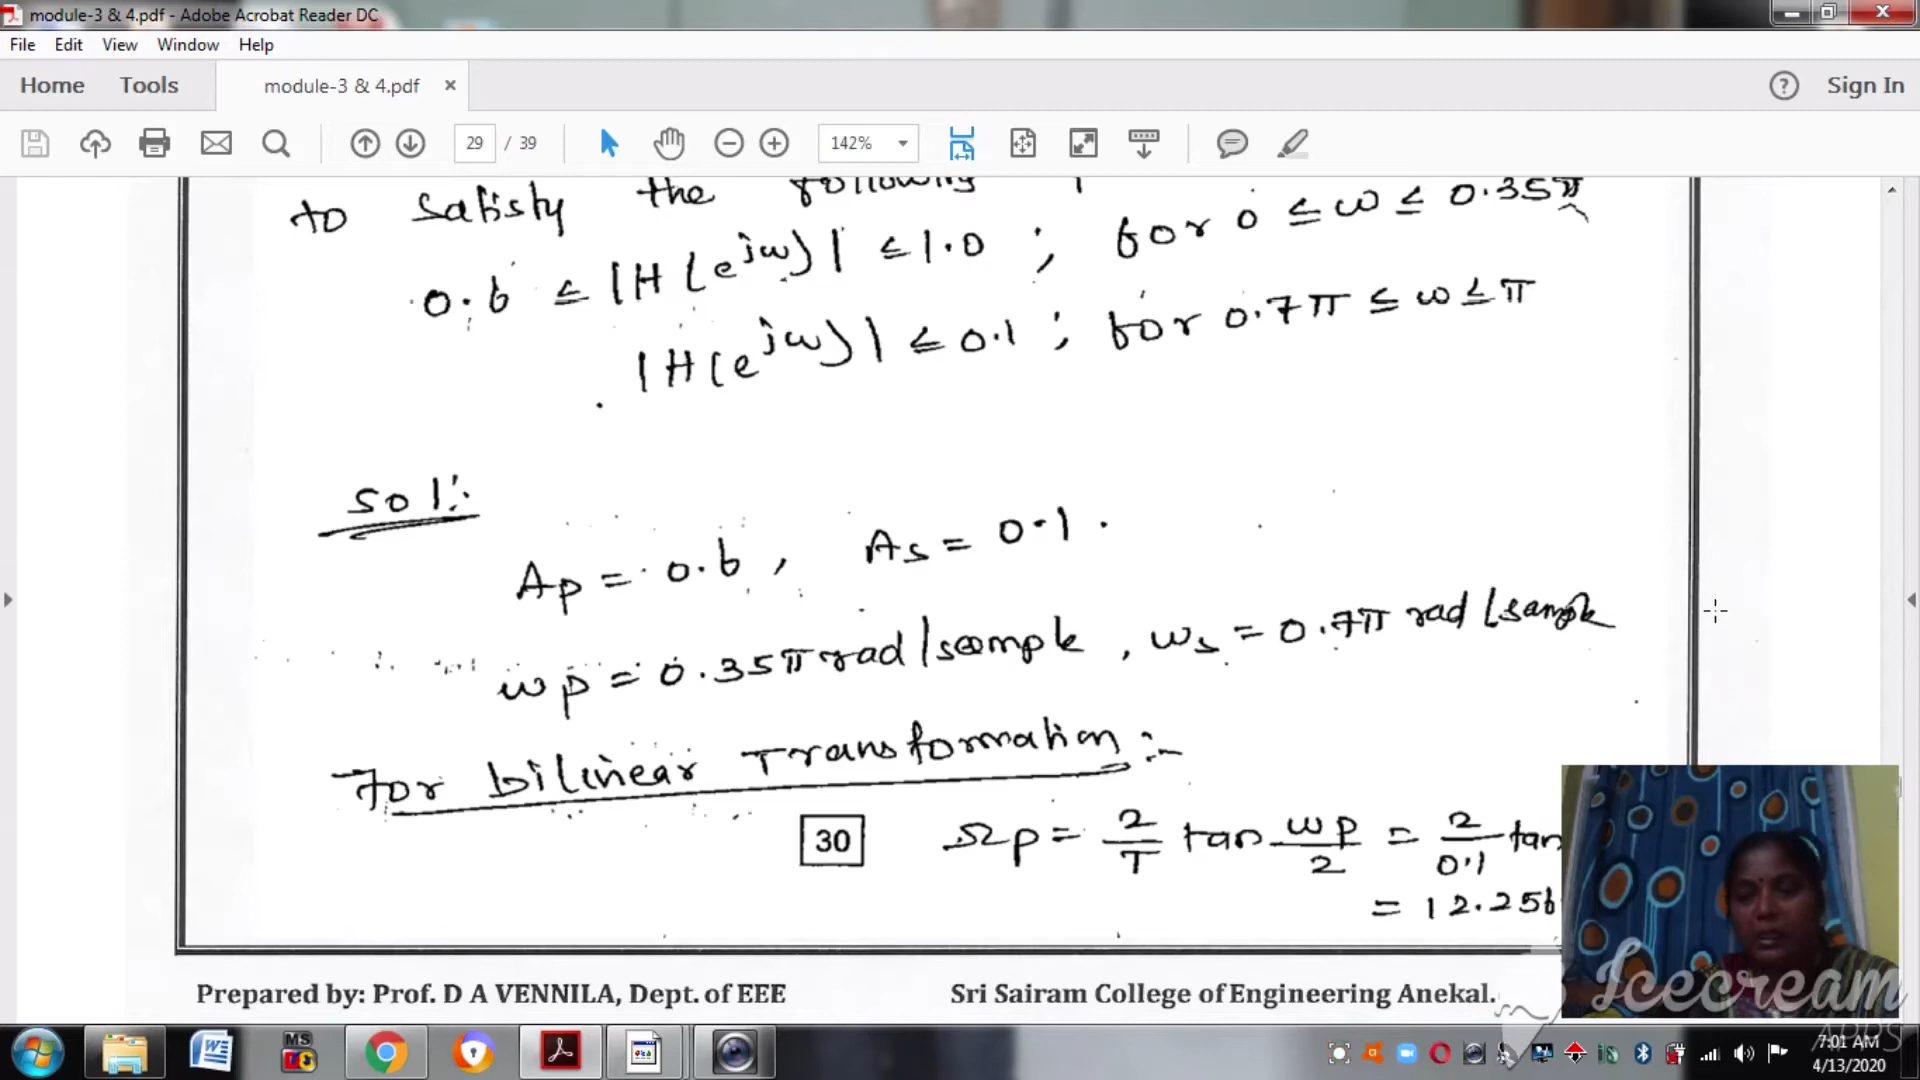 module-3 & 4.pdf - Adobe Acrobat Reader DC
File Edit View Window Help
Home Tools module-3 & 4.pdf × ? Sign In
29 / 39 142%
to satisfy the following
0.6 ≤ |H(e^jω)| ≤ 1.0 ; for 0 ≤ ω ≤ 0.35π
|H(e^jω)| ≤ 0.1 ; for 0.7π ≤ ω ≤ π
Sol:
Ap = 0.6, As = 0.1.
ωp = 0.35π rad/sample, ωs = 0.7π rad/sample
For bilinear Transformation :-
30 Ωp = 2/T tan ωp/2 = 2/0.1 tan
= 12.256
Prepared by: Prof. D A VENNILA, Dept. of EEE Sri Sairam College of Engineering Anekal.
Icecream
APPS
MS
7:01 AM
4/13/2020